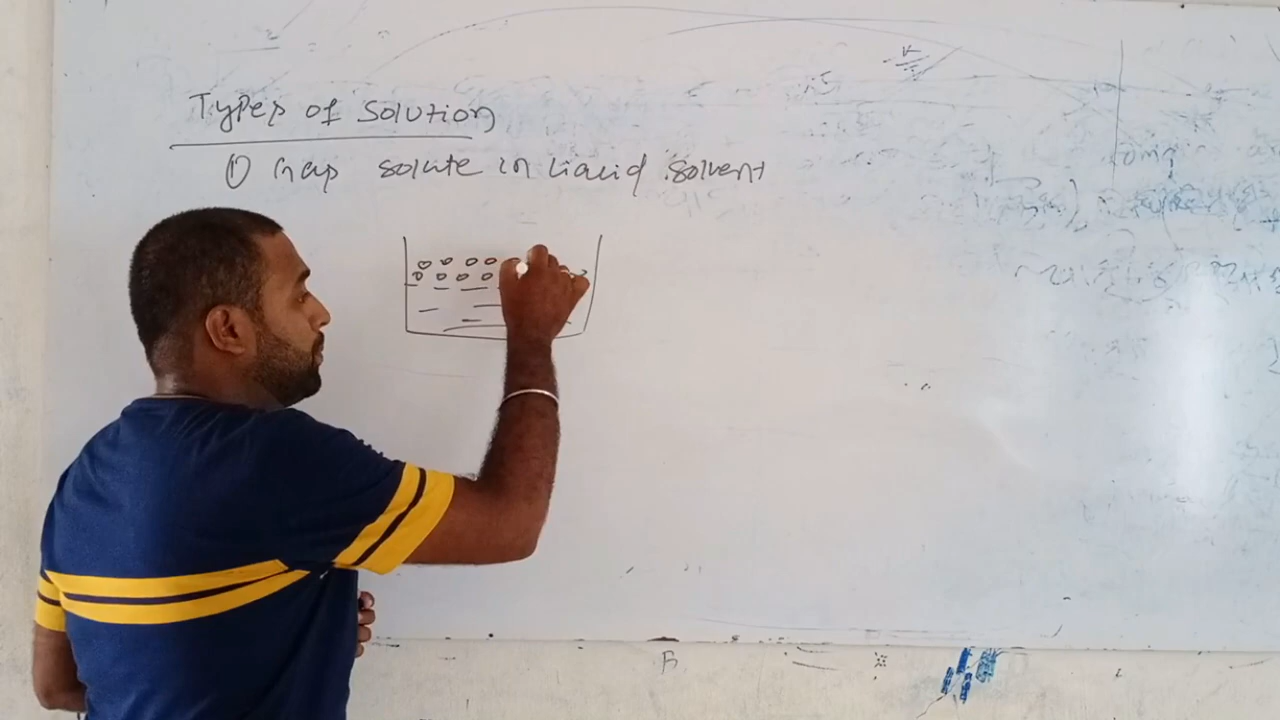 Types of solution
① Gas solute in liquid solvent